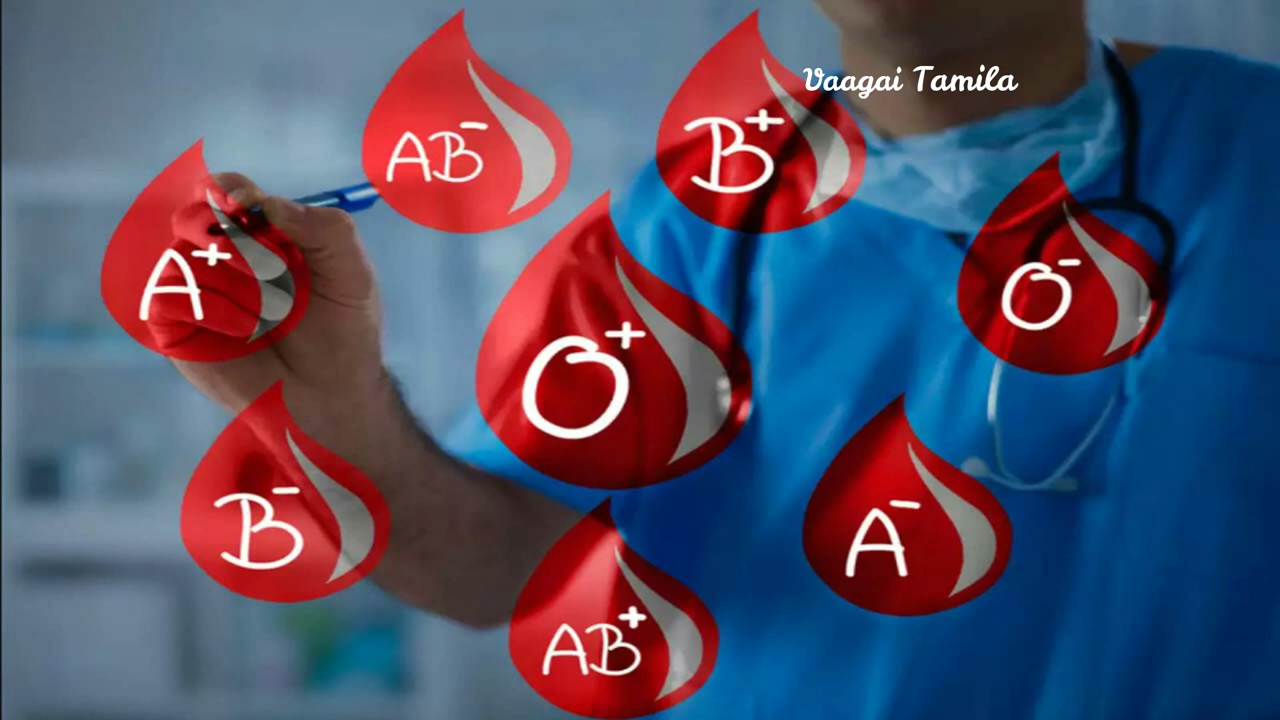 Vaagai Tamila
AB-
B+
A+
O-
O+
B-
A-
AB+